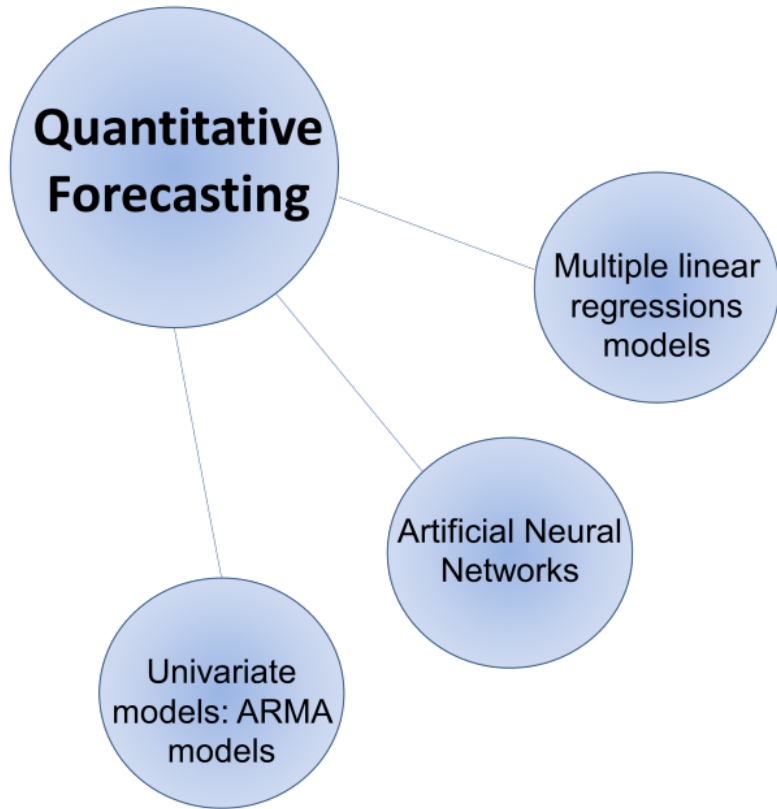 Quantitative
Forecasting
Multiple linear
regressions
models
Artificial Neural
Networks
Univariate
models: ARMA
models